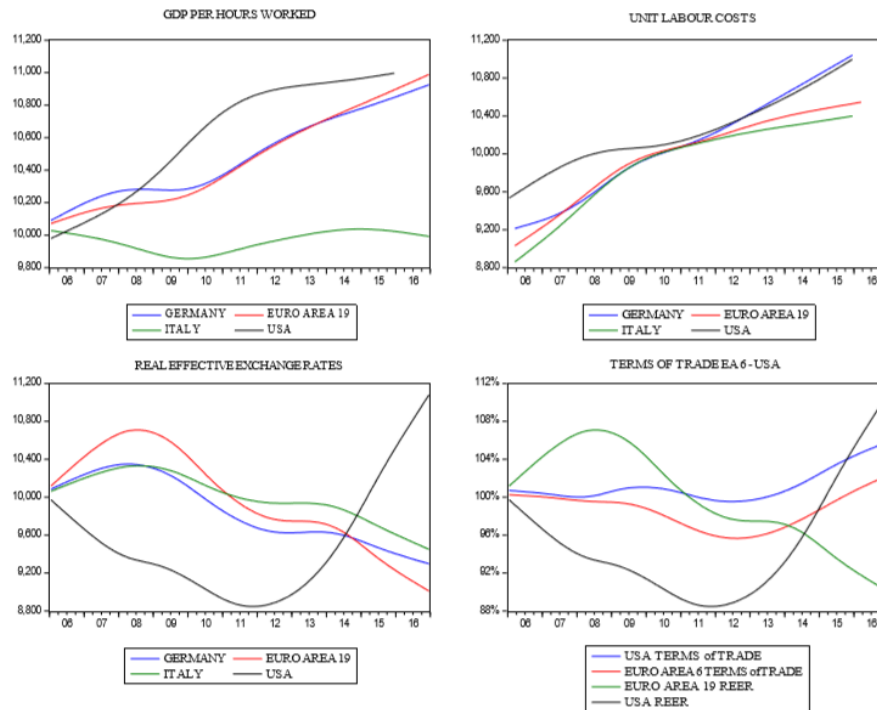 GDP PER HOURS WORKED
11,200
11,000
10,800
10,600
10,400
10,200
10,000
9,800
06 07 08 09 10 11 12 13 14 15 16
GERMANY EURO AREA 19
ITALY USA
UNIT LABOUR COSTS
11,200
10,800
10,400
10,000
9,600
9,200
8,800
06 07 08 09 10 11 12 13 14 15 16
GERMANY EURO AREA 19
ITALY USA
REAL EFFECTIVE EXCHANGE RATES
11,200
10,800
10,400
10,000
9,600
9,200
8,800
06 07 08 09 10 11 12 13 14 15 16
GERMANY EURO AREA 19
ITALY USA
TERMS OF TRADE EA 6 - USA
112%
108%
104%
100%
96%
92%
88%
06 07 08 09 10 11 12 13 14 15 16
USA TERMS of TRADE
EURO AREA 6 TERMS of TRADE
EURO AREA 19 REER
USA REER